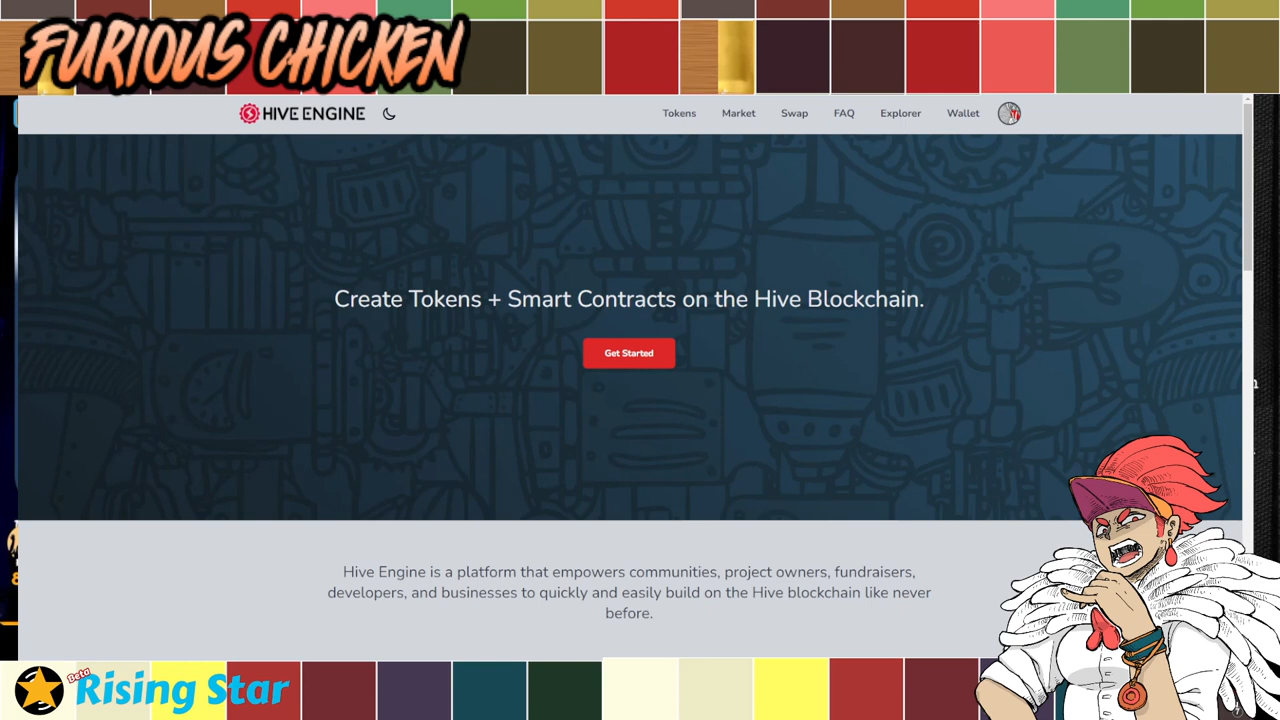 FURIOUS CHICKEN
HIVE ENGINE
Tokens Market Swap FAQ Explorer Wallet
Create Tokens + Smart Contracts on the Hive Blockchain.
Get Started
Hive Engine is a platform that empowers communities, project owners, fundraisers,
developers, and businesses to quickly and easily build on the Hive blockchain like never
before.
Beta
Rising Star